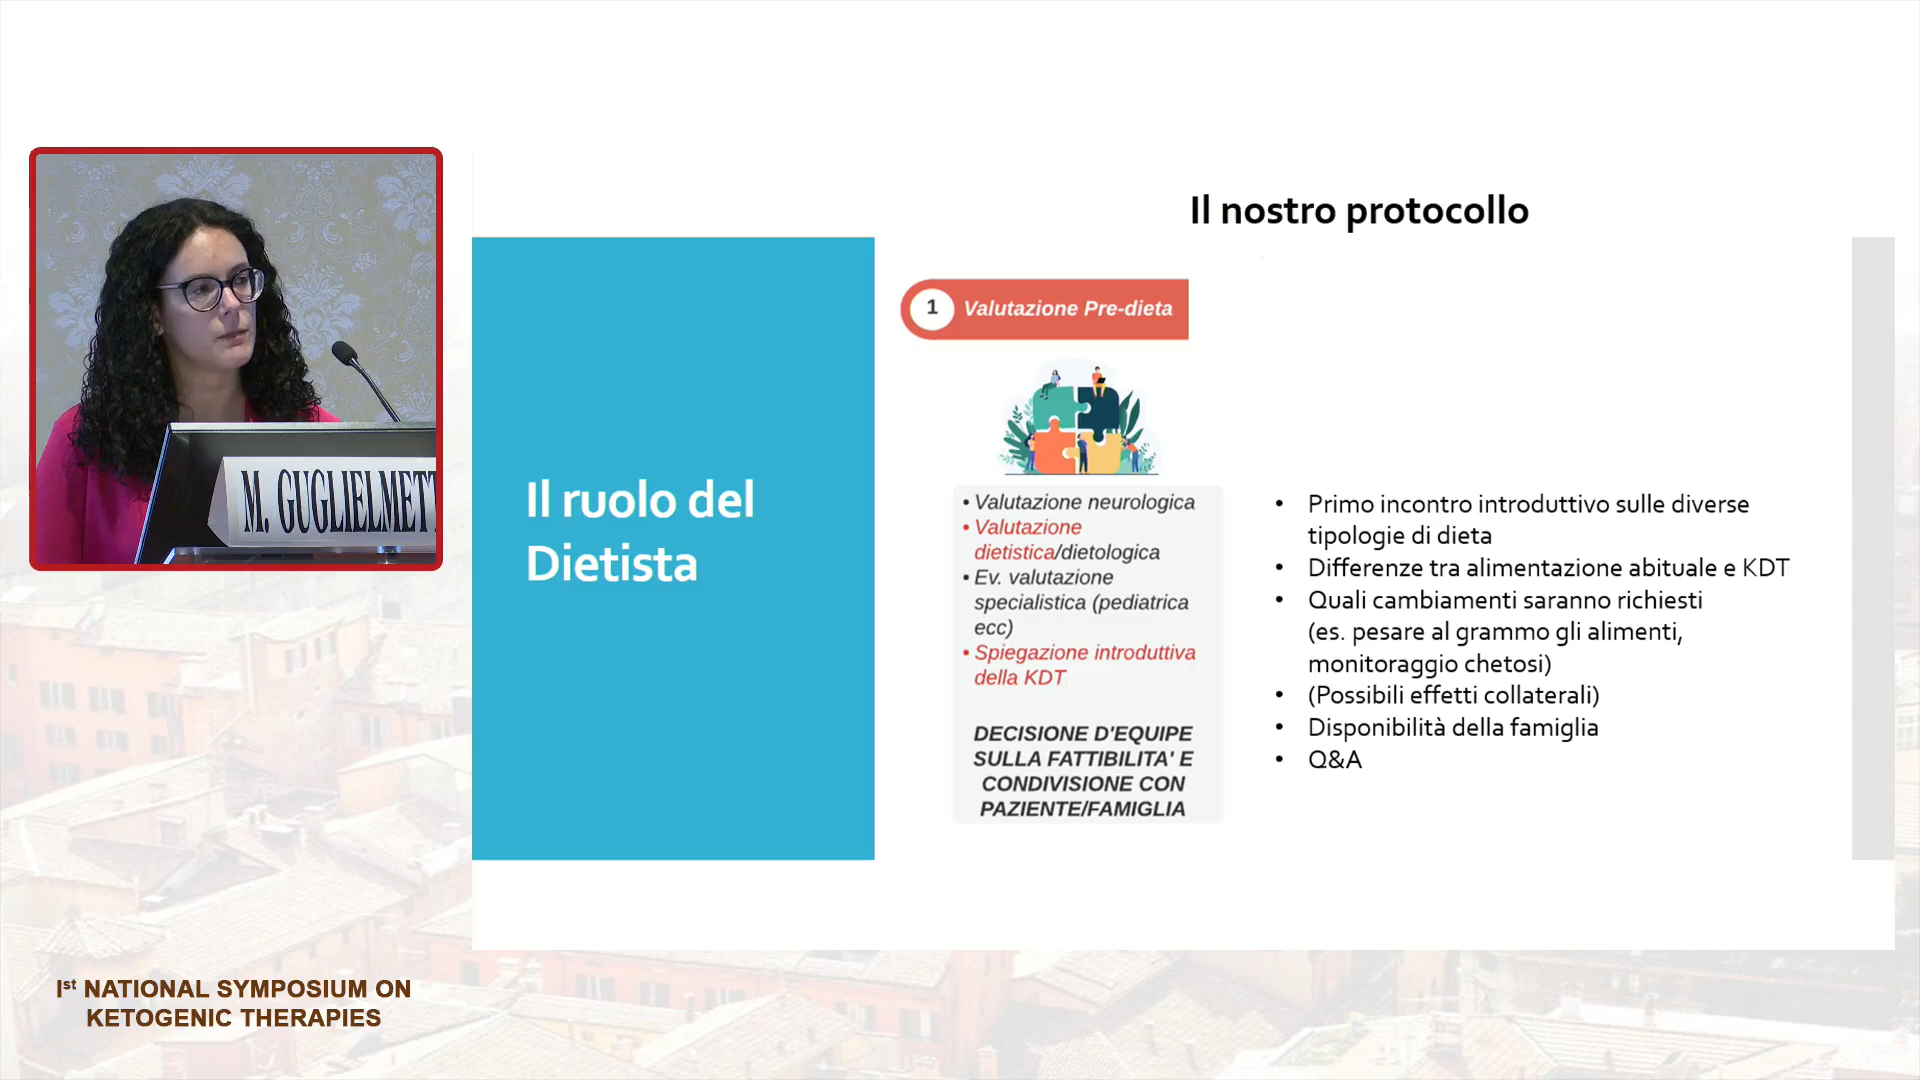 Il nostro protocollo
1 Valutazione Pre-dieta
Il ruolo del
Dietista
• Valutazione neurologica
• Valutazione
dietistica/dietologica
• Ev. valutazione
specialistica (pediatrica
ecc)
• Spiegazione introduttiva
della KDT
DECISIONE D'EQUIPE
SULLA FATTIBILITA' E
CONDIVISIONE CON
PAZIENTE/FAMIGLIA
• Primo incontro introduttivo sulle diverse
tipologie di dieta
• Differenze tra alimentazione abituale e KDT
• Quali cambiamenti saranno richiesti
(es. pesare al grammo gli alimenti,
monitoraggio chetosi)
• (Possibili effetti collaterali)
• Disponibilità della famiglia
• Q&A
M. GUGLIELMETT
Ist NATIONAL SYMPOSIUM ON
KETOGENIC THERAPIES